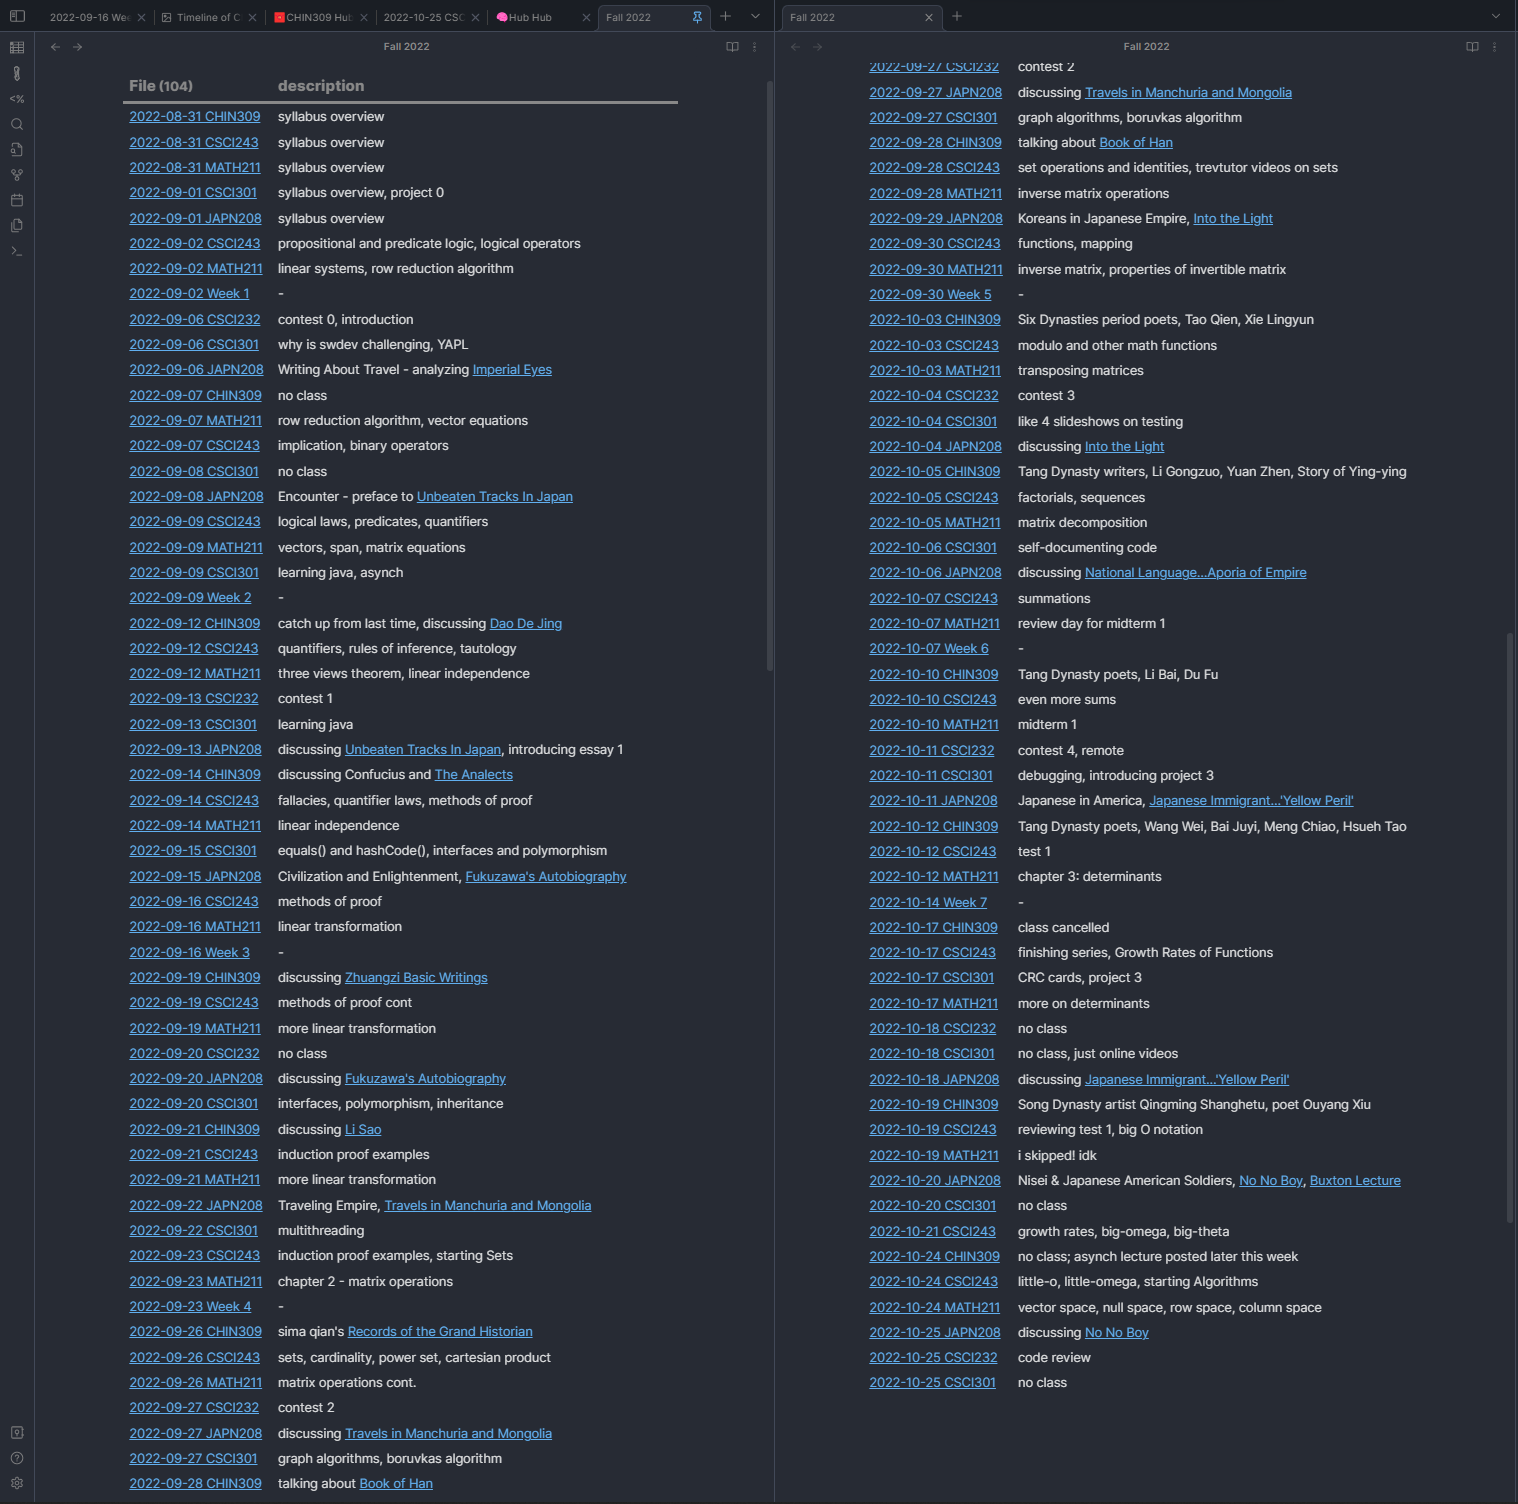 2022-09-16 Wee
Timeline of C
CHIN309 Hub
2022-10-25 CSC
Hub Hub
Fall 2022
Fall 2022
Fall 2022
File (104) description
2022-08-31 CHIN309 syllabus overview
2022-08-31 CSCI243 syllabus overview
2022-08-31 MATH211 syllabus overview
2022-09-01 CSCI301 syllabus overview, project 0
2022-09-01 JAPN208 syllabus overview
2022-09-02 CSCI243 propositional and predicate logic, logical operators
2022-09-02 MATH211 linear systems, row reduction algorithm
2022-09-02 Week 1 -
2022-09-06 CSCI232 contest 0, introduction
2022-09-06 CSCI301 why is swdev challenging, YAPL
2022-09-06 JAPN208 Writing About Travel - analyzing Imperial Eyes
2022-09-07 CHIN309 no class
2022-09-07 MATH211 row reduction algorithm, vector equations
2022-09-07 CSCI243 implication, binary operators
2022-09-08 CSCI301 no class
2022-09-08 JAPN208 Encounter - preface to Unbeaten Tracks In Japan
2022-09-09 CSCI243 logical laws, predicates, quantifiers
2022-09-09 MATH211 vectors, span, matrix equations
2022-09-09 CSCI301 learning java, asynch
2022-09-09 Week 2 -
2022-09-12 CHIN309 catch up from last time, discussing Dao De Jing
2022-09-12 CSCI243 quantifiers, rules of inference, tautology
2022-09-12 MATH211 three views theorem, linear independence
2022-09-13 CSCI232 contest 1
2022-09-13 CSCI301 learning java
2022-09-13 JAPN208 discussing Unbeaten Tracks In Japan, introducing essay 1
2022-09-14 CHIN309 discussing Confucius and The Analects
2022-09-14 CSCI243 fallacies, quantifier laws, methods of proof
2022-09-14 MATH211 linear independence
2022-09-15 CSCI301 equals() and hashCode(), interfaces and polymorphism
2022-09-15 JAPN208 Civilization and Enlightenment, Fukuzawa's Autobiography
2022-09-16 CSCI243 methods of proof
2022-09-16 MATH211 linear transformation
2022-09-16 Week 3 -
2022-09-19 CHIN309 discussing Zhuangzi Basic Writings
2022-09-19 CSCI243 methods of proof cont
2022-09-19 MATH211 more linear transformation
2022-09-20 CSCI232 no class
2022-09-20 JAPN208 discussing Fukuzawa's Autobiography
2022-09-20 CSCI301 interfaces, polymorphism, inheritance
2022-09-21 CHIN309 discussing Li Sao
2022-09-21 CSCI243 induction proof examples
2022-09-21 MATH211 more linear transformation
2022-09-22 JAPN208 Traveling Empire, Travels in Manchuria and Mongolia
2022-09-22 CSCI301 multithreading
2022-09-23 CSCI243 induction proof examples, starting Sets
2022-09-23 MATH211 chapter 2 - matrix operations
2022-09-23 Week 4 -
2022-09-26 CHIN309 sima qian's Records of the Grand Historian
2022-09-26 CSCI243 sets, cardinality, power set, cartesian product
2022-09-26 MATH211 matrix operations cont.
2022-09-27 CSCI232 contest 2
2022-09-27 JAPN208 discussing Travels in Manchuria and Mongolia
2022-09-27 CSCI301 graph algorithms, boruvkas algorithm
2022-09-28 CHIN309 talking about Book of Han
Fall 2022
2022-09-27 CSCI232 contest 2
2022-09-27 JAPN208 discussing Travels in Manchuria and Mongolia
2022-09-27 CSCI301 graph algorithms, boruvkas algorithm
2022-09-28 CHIN309 talking about Book of Han
2022-09-28 CSCI243 set operations and identities, trevtutor videos on sets
2022-09-28 MATH211 inverse matrix operations
2022-09-29 JAPN208 Koreans in Japanese Empire, Into the Light
2022-09-30 CSCI243 functions, mapping
2022-09-30 MATH211 inverse matrix, properties of invertible matrix
2022-09-30 Week 5 -
2022-10-03 CHIN309 Six Dynasties period poets, Tao Qien, Xie Lingyun
2022-10-03 CSCI243 modulo and other math functions
2022-10-03 MATH211 transposing matrices
2022-10-04 CSCI232 contest 3
2022-10-04 CSCI301 like 4 slideshows on testing
2022-10-04 JAPN208 discussing Into the Light
2022-10-05 CHIN309 Tang Dynasty writers, Li Gongzuo, Yuan Zhen, Story of Ying-ying
2022-10-05 CSCI243 factorials, sequences
2022-10-05 MATH211 matrix decomposition
2022-10-06 CSCI301 self-documenting code
2022-10-06 JAPN208 discussing National Language...Aporia of Empire
2022-10-07 CSCI243 summations
2022-10-07 MATH211 review day for midterm 1
2022-10-07 Week 6 -
2022-10-10 CHIN309 Tang Dynasty poets, Li Bai, Du Fu
2022-10-10 CSCI243 even more sums
2022-10-10 MATH211 midterm 1
2022-10-11 CSCI232 contest 4, remote
2022-10-11 CSCI301 debugging, introducing project 3
2022-10-11 JAPN208 Japanese in America, Japanese Immigrant...'Yellow Peril'
2022-10-12 CHIN309 Tang Dynasty poets, Wang Wei, Bai Juyi, Meng Chiao, Hsueh Tao
2022-10-12 CSCI243 test 1
2022-10-12 MATH211 chapter 3: determinants
2022-10-14 Week 7 -
2022-10-17 CHIN309 class cancelled
2022-10-17 CSCI243 finishing series, Growth Rates of Functions
2022-10-17 CSCI301 CRC cards, project 3
2022-10-17 MATH211 more on determinants
2022-10-18 CSCI232 no class
2022-10-18 CSCI301 no class, just online videos
2022-10-18 JAPN208 discussing Japanese Immigrant...'Yellow Peril'
2022-10-19 CHIN309 Song Dynasty artist Qingming Shanghetu, poet Ouyang Xiu
2022-10-19 CSCI243 reviewing test 1, big O notation
2022-10-19 MATH211 i skipped! idk
2022-10-20 JAPN208 Nisei & Japanese American Soldiers, No No Boy, Buxton Lecture
2022-10-20 CSCI301 no class
2022-10-21 CSCI243 growth rates, big-omega, big-theta
2022-10-24 CHIN309 no class; asynch lecture posted later this week
2022-10-24 CSCI243 little-o, little-omega, starting Algorithms
2022-10-24 MATH211 vector space, null space, row space, column space
2022-10-25 JAPN208 discussing No No Boy
2022-10-25 CSCI232 code review
2022-10-25 CSCI301 no class